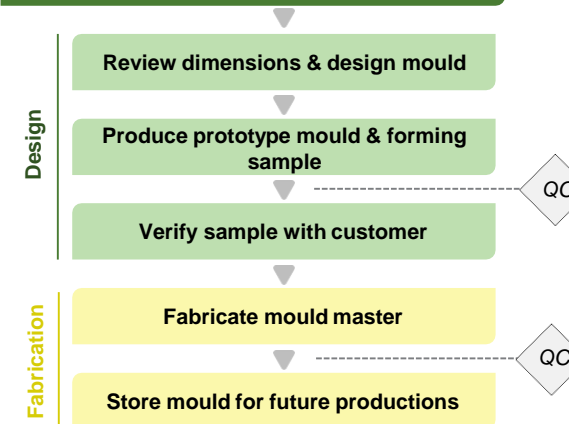 Design
Review dimensions & design mould
Produce prototype mould & forming
sample
QC
Verify sample with customer
Fabrication
Fabricate mould master
QC
Store mould for future productions